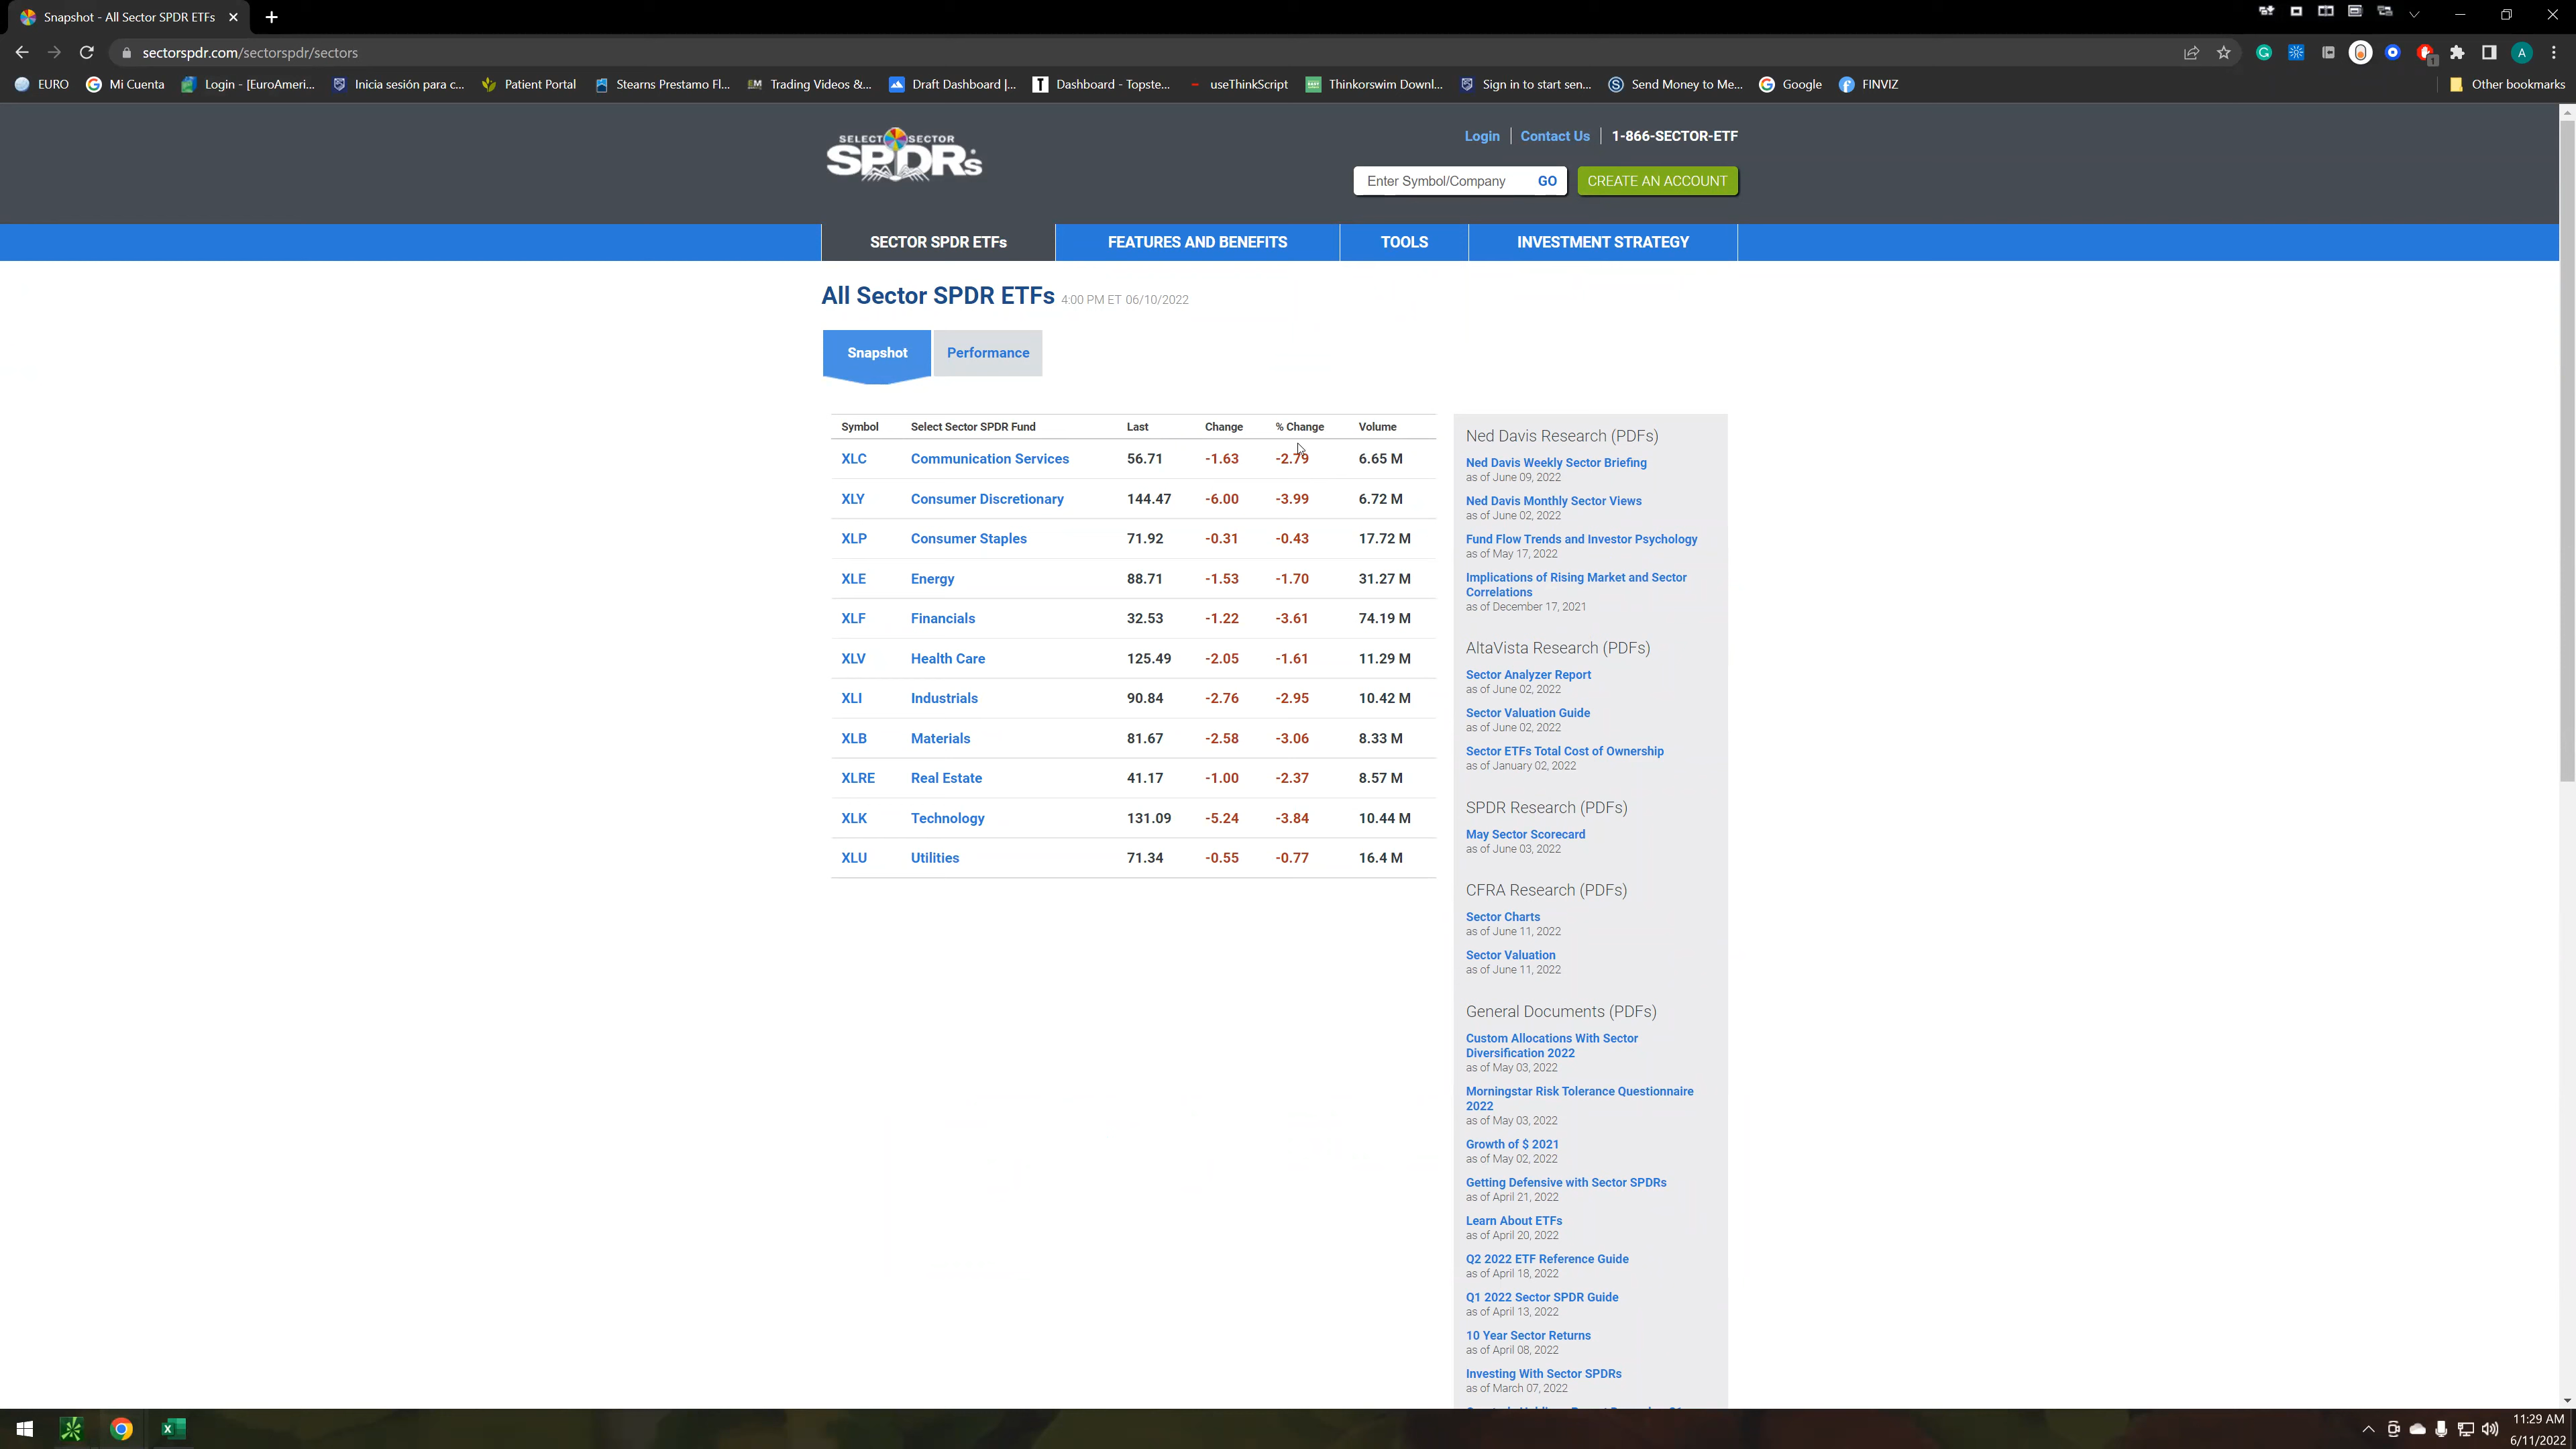 Snapshot - All Sector SPDR ETFs
sectorspdr.com/sectorspdr/sectors
EURO
Mi Cuenta
Login - [EuroAmeri...
Inicia sesión para c...
Patient Portal
Stearns Prestamo Fl...
Trading Videos &...
Draft Dashboard |...
Dashboard - Topste...
useThinkScript
Thinkorswim Downl...
Sign in to start sen...
Send Money to Me...
Google
FINVIZ
Other bookmarks
SELECT SECTOR
SPDRs
Login
Contact Us
1-866-SECTOR-ETF
Enter Symbol/Company GO
CREATE AN ACCOUNT
SECTOR SPDR ETFs
FEATURES AND BENEFITS
TOOLS
INVESTMENT STRATEGY
All Sector SPDR ETFs 4:00 PM ET 06/10/2022
Snapshot
Performance
Symbol Select Sector SPDR Fund Last Change % Change Volume
XLC Communication Services 56.71 -1.63 -2.79 6.65 M
XLY Consumer Discretionary 144.47 -6.00 -3.99 6.72 M
XLP Consumer Staples 71.92 -0.31 -0.43 17.72 M
XLE Energy 88.71 -1.53 -1.70 31.27 M
XLF Financials 32.53 -1.22 -3.61 74.19 M
XLV Health Care 125.49 -2.05 -1.61 11.29 M
XLI Industrials 90.84 -2.76 -2.95 10.42 M
XLB Materials 81.67 -2.58 -3.06 8.33 M
XLRE Real Estate 41.17 -1.00 -2.37 8.57 M
XLK Technology 131.09 -5.24 -3.84 10.44 M
XLU Utilities 71.34 -0.55 -0.77 16.4 M
Ned Davis Research (PDFs)
Ned Davis Weekly Sector Briefing
as of June 09, 2022
Ned Davis Monthly Sector Views
as of June 02, 2022
Fund Flow Trends and Investor Psychology
as of May 17, 2022
Implications of Rising Market and Sector
Correlations
as of December 17, 2021
AltaVista Research (PDFs)
Sector Analyzer Report
as of June 02, 2022
Sector Valuation Guide
as of June 02, 2022
Sector ETFs Total Cost of Ownership
as of January 02, 2022
SPDR Research (PDFs)
May Sector Scorecard
as of June 03, 2022
CFRA Research (PDFs)
Sector Charts
as of June 11, 2022
Sector Valuation
as of June 11, 2022
General Documents (PDFs)
Custom Allocations With Sector
Diversification 2022
as of May 03, 2022
Morningstar Risk Tolerance Questionnaire
2022
as of May 03, 2022
Growth of $ 2021
as of May 02, 2022
Getting Defensive with Sector SPDRs
as of April 21, 2022
Learn About ETFs
as of April 20, 2022
Q2 2022 ETF Reference Guide
as of April 18, 2022
Q1 2022 Sector SPDR Guide
as of April 13, 2022
10 Year Sector Returns
as of April 08, 2022
Investing With Sector SPDRs
as of March 07, 2022
11:29 AM
6/11/2022